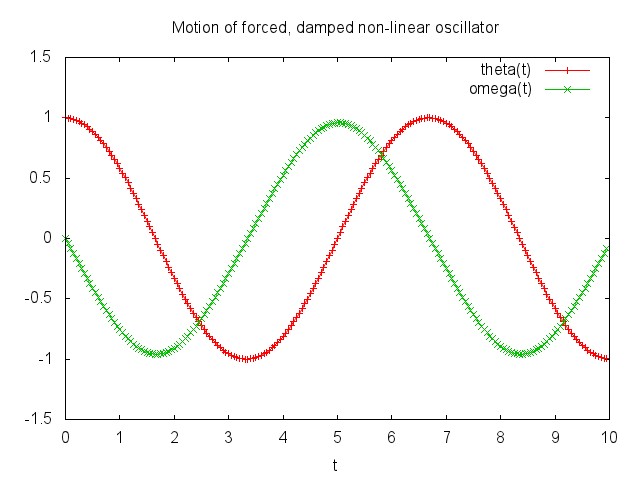 Motion of forced, damped non-linear oscillator
theta(t)
omega(t)
1.5
1
0.5
0
-0.5
-1
-1.5
0 1 2 3 4 5 6 7 8 9 10
t